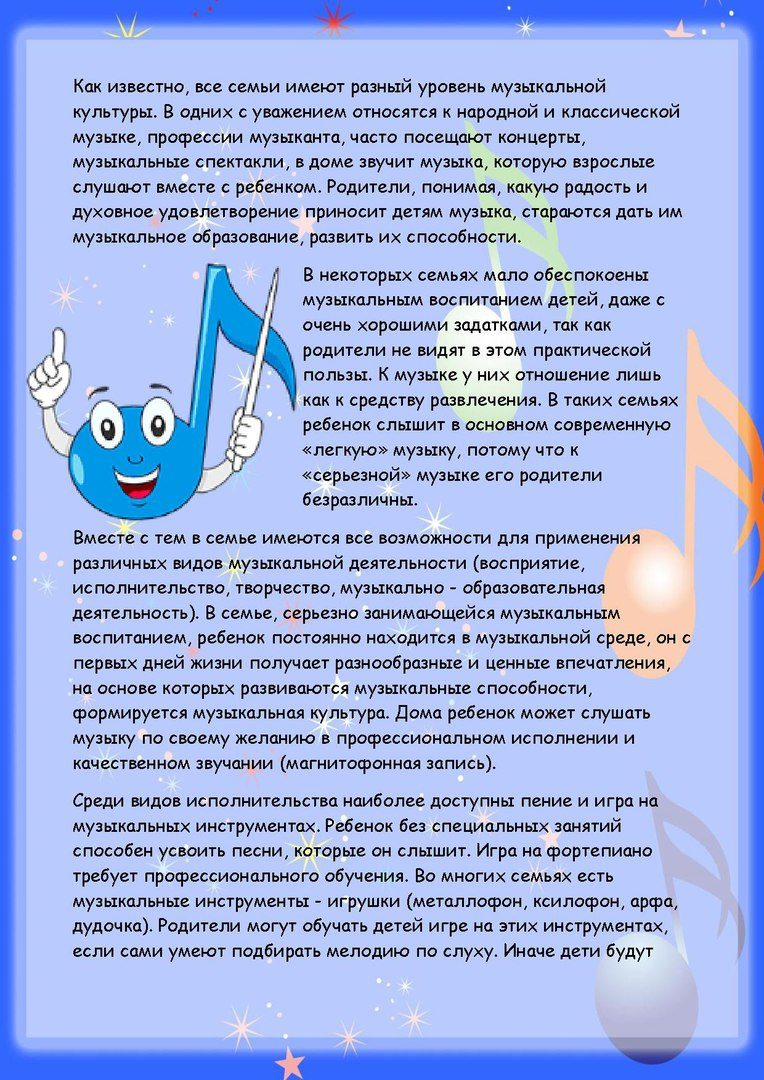 Как известно, все семьи имеют разный уровень музыкальной
культуры. В одних с уважением относятся к народной и классической
музыке, профессии музыканта, часто посещают концерты,
музыкальные спектакли, в доме звучит музыка, которую взрослые
слушают вместе с ребенком. Родители, понимая, какую радость и
духовное удовлетворение приносит детям музыка, стараются дать им
музыкальное образование, развить их способности.
В некоторых семьях мало обеспокоены
музыкальным воспитанием детей, даже с
очень хорошими задатками, так как
родители не видят в этом практической
пользы. К музыке у них отношение лишь
как к средству развлечения. В таких семьях
ребенок слышит в основном современную
«легкую» музыку, потому что к
«серьезной» музыке его родители
безразличны.
Вместе с тем в семье имеются все возможности для применения
различных видов музыкальной деятельности (восприятие,
исполнительство, творчество, музыкально - образовательная
деятельность). В семье, серьезно занимающейся музыкальным
воспитанием, ребенок постоянно находится в музыкальной среде, он с
первых дней жизни получает разнообразные и ценные впечатления,
на основе которых развиваются музыкальные способности,
формируется музыкальная культура. Дома ребенок может слушать
музыку по своему желанию в профессиональном исполнении и
качественном звучании (магнитофонная запись).
Среди видов исполнительства наиболее доступны пение и игра на
музыкальных инструментах. Ребенок без специальных занятий
способен усвоить песни, которые он слышит. Игра на фортепиано
требует профессионального обучения. Во многих семьях есть
музыкальные инструменты - игрушки (металлофон, ксилофон, арфа,
дудочка). Родители могут обучать детей игре на этих инструментах,
если сами умеют подбирать мелодию по слуху. Иначе дети будут